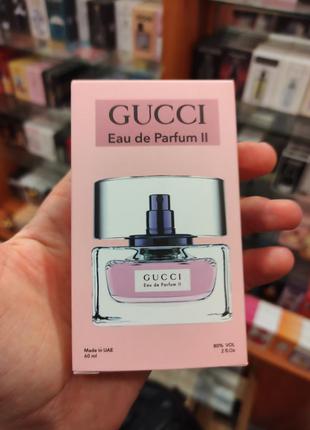 GUCCI
Eau de Parfum II
GUCCI
Eau de Parfum II
Made in UAE
60 ml
80% VOL
2 fl.Oz